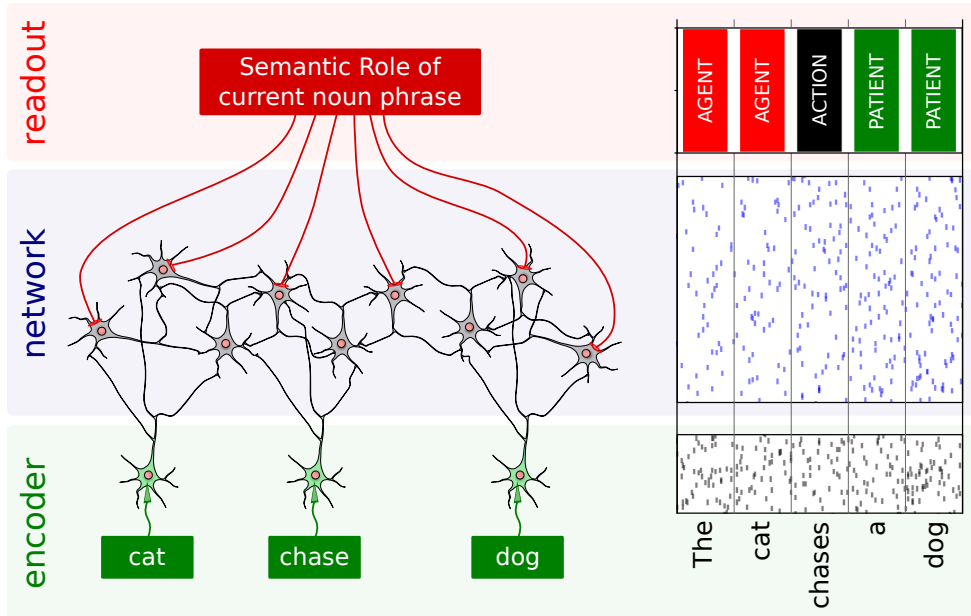 readout
Semantic Role of
current noun phrase
AGENT
AGENT
ACTION
PATIENT
PATIENT
network
encoder
cat
chase
dog
The
cat
chases
a
dog